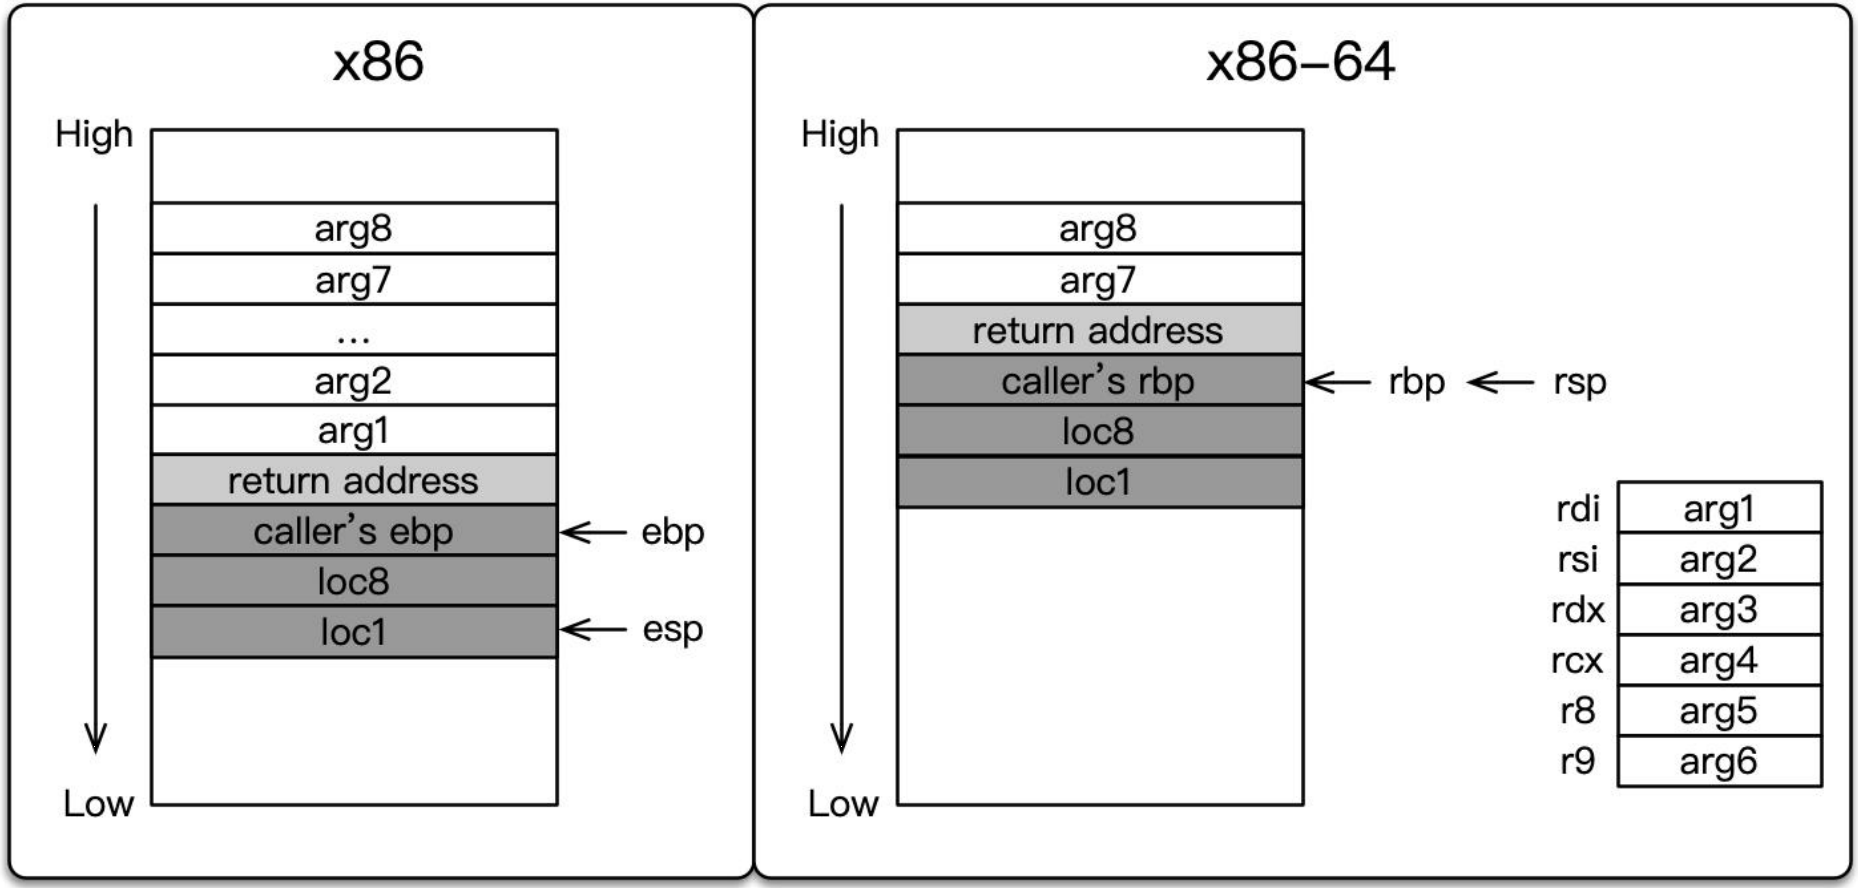 x86
High
arg8
arg7
...
arg2
arg1
return address
caller's ebp
ebp
loc8
loc1
esp
Low
x86-64
High
arg8
arg7
return address
caller's rbp
rbp
rsp
loc8
loc1
Low
rdi arg1
rsi arg2
rdx arg3
rcx arg4
r8 arg5
r9 arg6